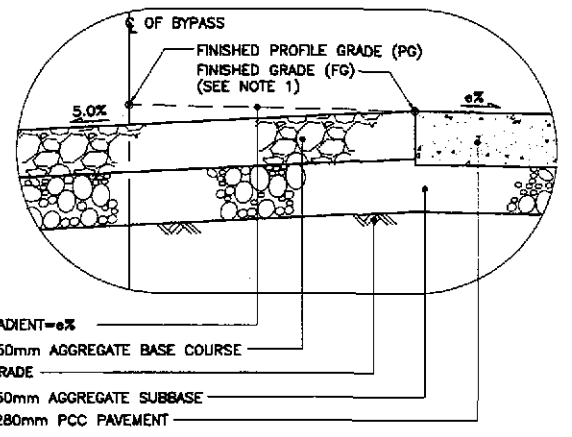 ℄ OF BYPASS
FINISHED PROFILE GRADE (PG)
FINISHED GRADE (FG)
(SEE NOTE 1)
5.0%
e%
ADIENT=e%
50mm AGGREGATE BASE COURSE
RADE
50mm AGGREGATE SUBBASE
280mm PCC PAVEMENT